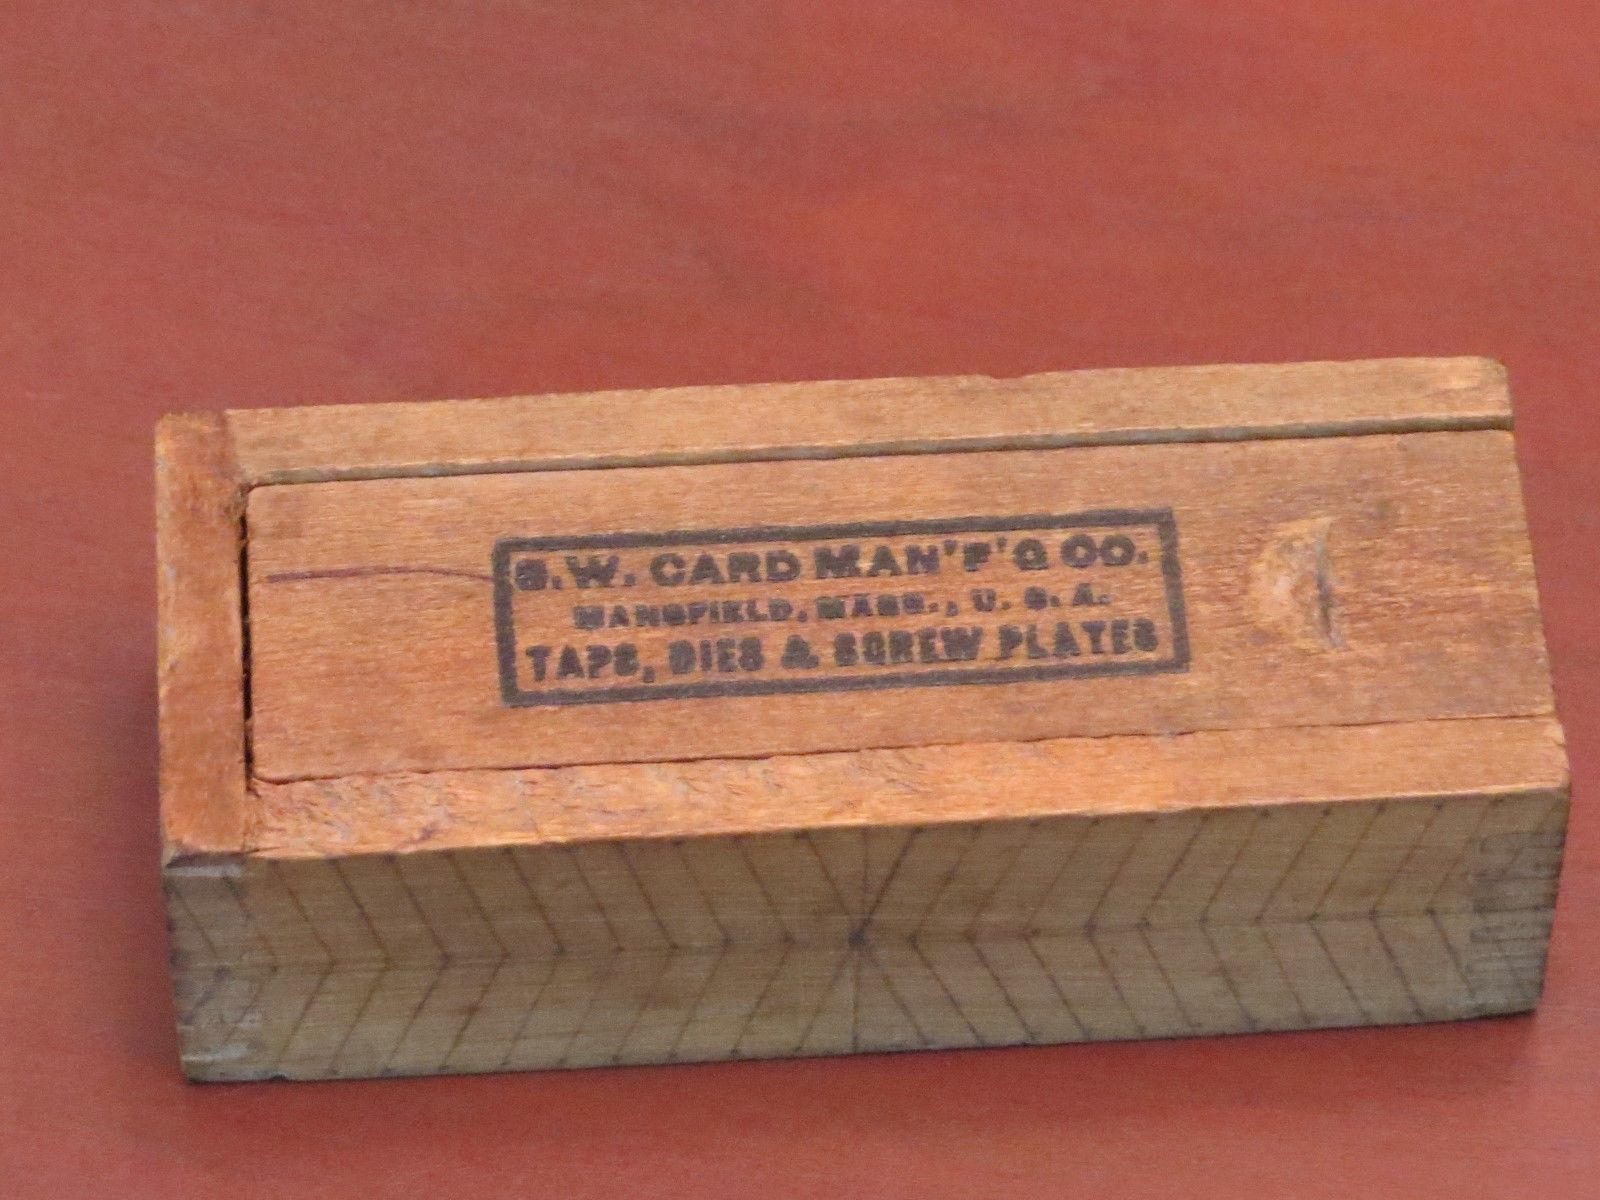 S.W. CARD MAN'F'G CO.
MANSFIELD, MASS., U. S. A.
TAPS, DIES & SCREW PLATES